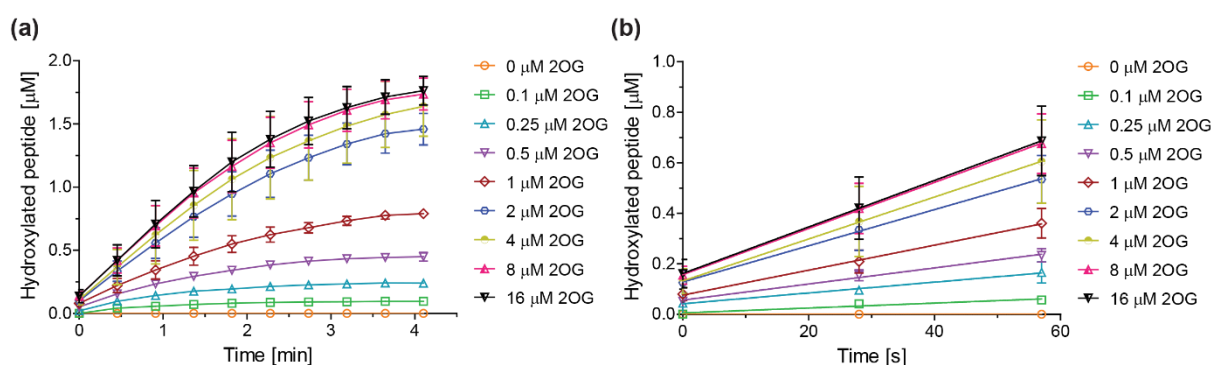 (a)
Hydroxylated peptide [μM]
2.0
1.5
1.0
0.5
0.0
0
1
2
3
4
Time [min]
0 μM 2OG
0.1 μM 2OG
0.25 μM 2OG
0.5 μM 2OG
1 μM 2OG
2 μM 2OG
4 μM 2OG
8 μM 2OG
16 μM 2OG
(b)
Hydroxylated peptide [μM]
1.0
0.8
0.6
0.4
0.2
0.0
0
20
40
60
Time [s]
0 μM 2OG
0.1 μM 2OG
0.25 μM 2OG
0.5 μM 2OG
1 μM 2OG
2 μM 2OG
4 μM 2OG
8 μM 2OG
16 μM 2OG